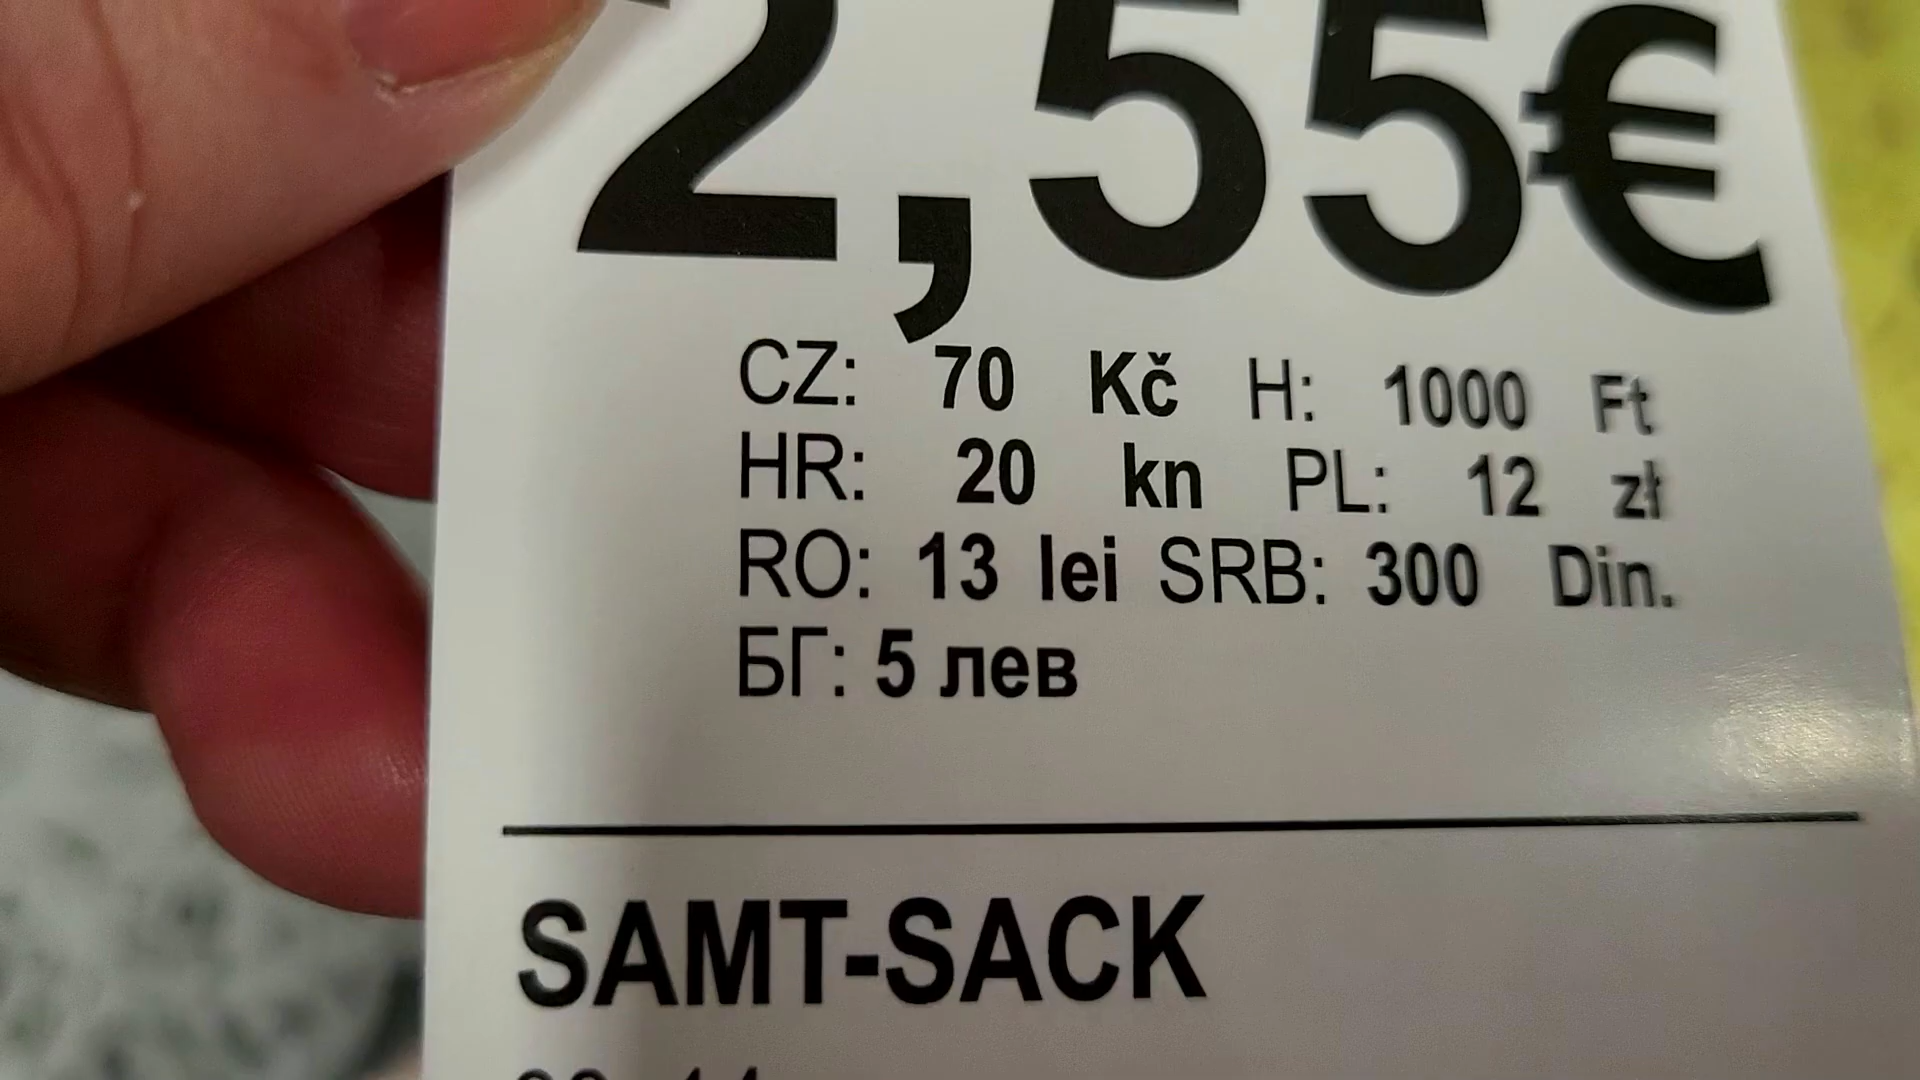 2,55€
CZ: 70 Kč H: 1000 Ft
HR: 20 kn PL: 12 zł
RO: 13 lei SRB: 300 Din.
БГ: 5 лев
SAMT-SACK